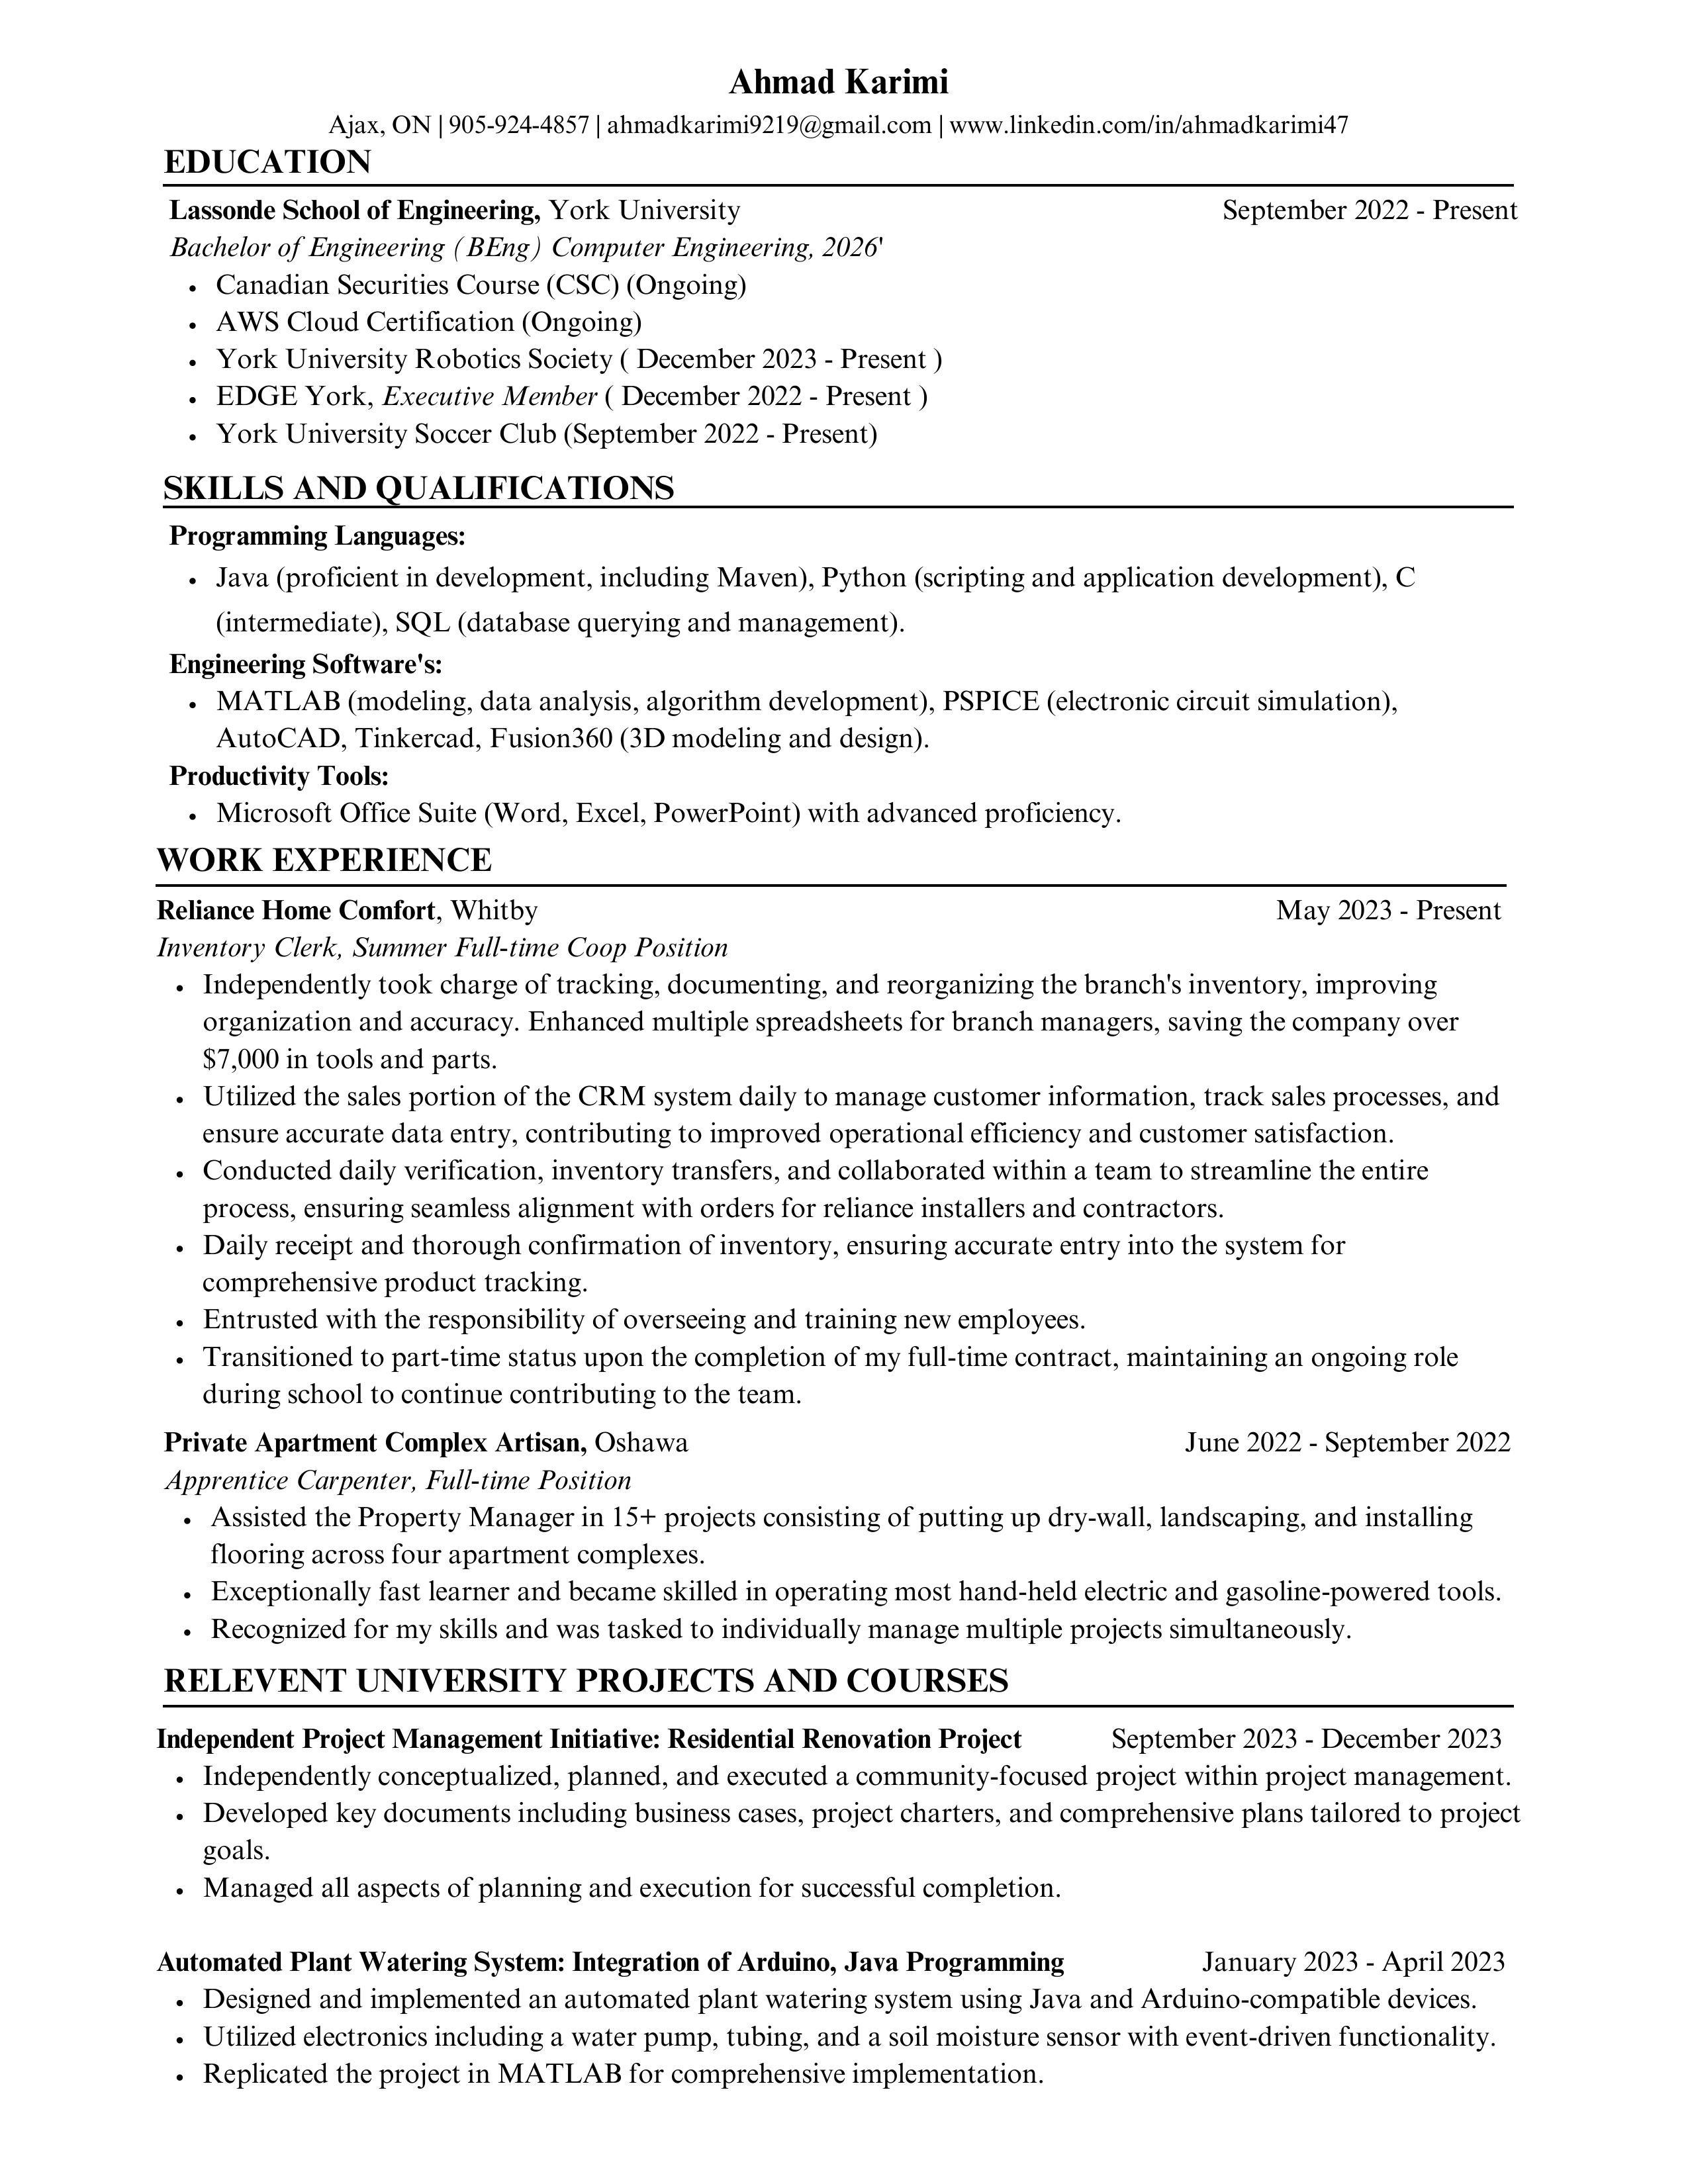 Ahmad Karimi
Ajax, ON | 905-924-4857 | ahmadkarimi9219@gmail.com | www.linkedin.com/in/ahmadkarimi47
EDUCATION
Lassonde School of Engineering, York University September 2022 - Present
Bachelor of Engineering (BEng) Computer Engineering, 2026'
• Canadian Securities Course (CSC) (Ongoing)
• AWS Cloud Certification (Ongoing)
• York University Robotics Society ( December 2023 - Present )
• EDGE York, Executive Member ( December 2022 - Present )
• York University Soccer Club (September 2022 - Present)
SKILLS AND QUALIFICATIONS
Programming Languages:
• Java (proficient in development, including Maven), Python (scripting and application development), C
(intermediate), SQL (database querying and management).
Engineering Software's:
• MATLAB (modeling, data analysis, algorithm development), PSPICE (electronic circuit simulation),
AutoCAD, Tinkercad, Fusion360 (3D modeling and design).
Productivity Tools:
• Microsoft Office Suite (Word, Excel, PowerPoint) with advanced proficiency.
WORK EXPERIENCE
Reliance Home Comfort, Whitby May 2023 - Present
Inventory Clerk, Summer Full-time Coop Position
• Independently took charge of tracking, documenting, and reorganizing the branch's inventory, improving
organization and accuracy. Enhanced multiple spreadsheets for branch managers, saving the company over
$7,000 in tools and parts.
• Utilized the sales portion of the CRM system daily to manage customer information, track sales processes, and
ensure accurate data entry, contributing to improved operational efficiency and customer satisfaction.
• Conducted daily verification, inventory transfers, and collaborated within a team to streamline the entire
process, ensuring seamless alignment with orders for reliance installers and contractors.
• Daily receipt and thorough confirmation of inventory, ensuring accurate entry into the system for
comprehensive product tracking.
• Entrusted with the responsibility of overseeing and training new employees.
• Transitioned to part-time status upon the completion of my full-time contract, maintaining an ongoing role
during school to continue contributing to the team.
Private Apartment Complex Artisan, Oshawa June 2022 - September 2022
Apprentice Carpenter, Full-time Position
• Assisted the Property Manager in 15+ projects consisting of putting up dry-wall, landscaping, and installing
flooring across four apartment complexes.
• Exceptionally fast learner and became skilled in operating most hand-held electric and gasoline-powered tools.
• Recognized for my skills and was tasked to individually manage multiple projects simultaneously.
RELEVENT UNIVERSITY PROJECTS AND COURSES
Independent Project Management Initiative: Residential Renovation Project September 2023 - December 2023
• Independently conceptualized, planned, and executed a community-focused project within project management.
• Developed key documents including business cases, project charters, and comprehensive plans tailored to project
goals.
• Managed all aspects of planning and execution for successful completion.
Automated Plant Watering System: Integration of Arduino, Java Programming January 2023 - April 2023
• Designed and implemented an automated plant watering system using Java and Arduino-compatible devices.
• Utilized electronics including a water pump, tubing, and a soil moisture sensor with event-driven functionality.
• Replicated the project in MATLAB for comprehensive implementation.